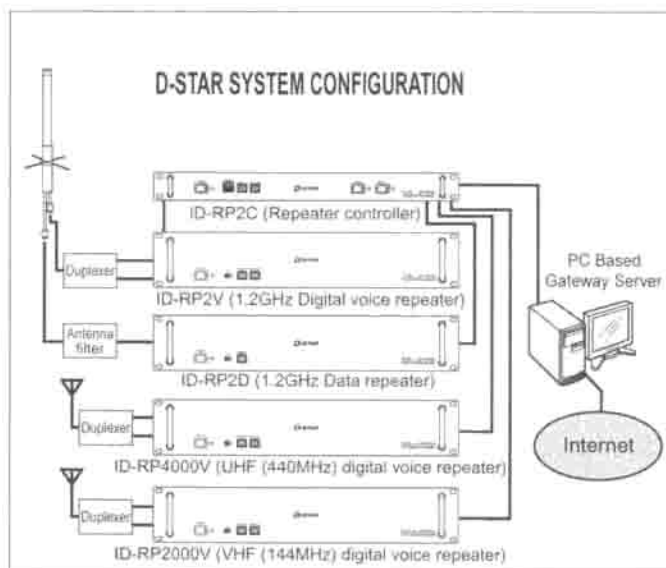 D-STAR SYSTEM CONFIGURATION
ID-RP2C (Repeater controller)
Duplexer
ID-RP2V (1.2GHz Digital voice repeater)
PC Based
Gateway Server
Antenna
filter
ID-RP2D (1.2GHz Data repeater)
Duplexer
ID-RP4000V (UHF (440MHz) digital voice repeater)
Internet
Duplexer
ID-RP2000V (VHF (144MHz) digital voice repeater)